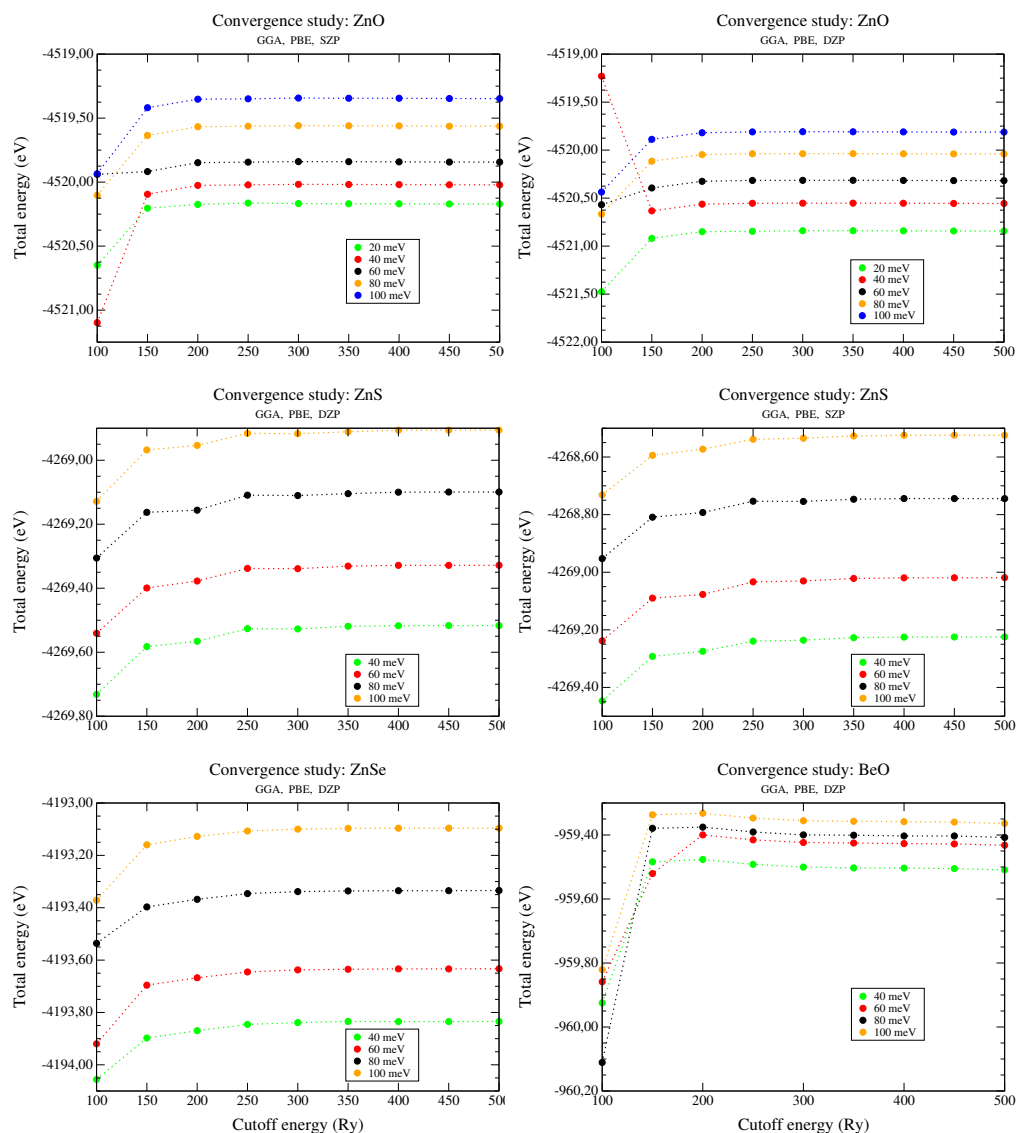 Convergence study: ZnO
GGA, PBE, SZP
-4519,00
-4519,50
-4520,00
-4520,50
-4521,00
Total energy (eV)
20 meV
40 meV
60 meV
80 meV
100 meV
100 150 200 250 300 350 400 450 500
Convergence study: ZnO
GGA, PBE, DZP
-4519,00
-4519,50
-4520,00
-4520,50
-4521,00
-4521,50
-4522,00
Total energy (eV)
20 meV
40 meV
60 meV
80 meV
100 meV
100 150 200 250 300 350 400 450 500
Convergence study: ZnS
GGA, PBE, DZP
-4269,00
-4269,20
-4269,40
-4269,60
-4269,80
Total energy (eV)
40 meV
60 meV
80 meV
100 meV
100 150 200 250 300 350 400 450 500
Convergence study: ZnS
GGA, PBE, SZP
-4268,60
-4268,80
-4269,00
-4269,20
-4269,40
Total energy (eV)
40 meV
60 meV
80 meV
100 meV
100 150 200 250 300 350 400 450 500
Convergence study: ZnSe
GGA, PBE, DZP
-4193,00
-4193,20
-4193,40
-4193,60
-4193,80
-4194,00
Total energy (eV)
40 meV
60 meV
80 meV
100 meV
100 150 200 250 300 350 400 450 500
Cutoff energy (Ry)
Convergence study: BeO
GGA, PBE, DZP
-959,40
-959,60
-959,80
-960,00
-960,20
Total energy (eV)
40 meV
60 meV
80 meV
100 meV
100 150 200 250 300 350 400 450 500
Cutoff energy (Ry)